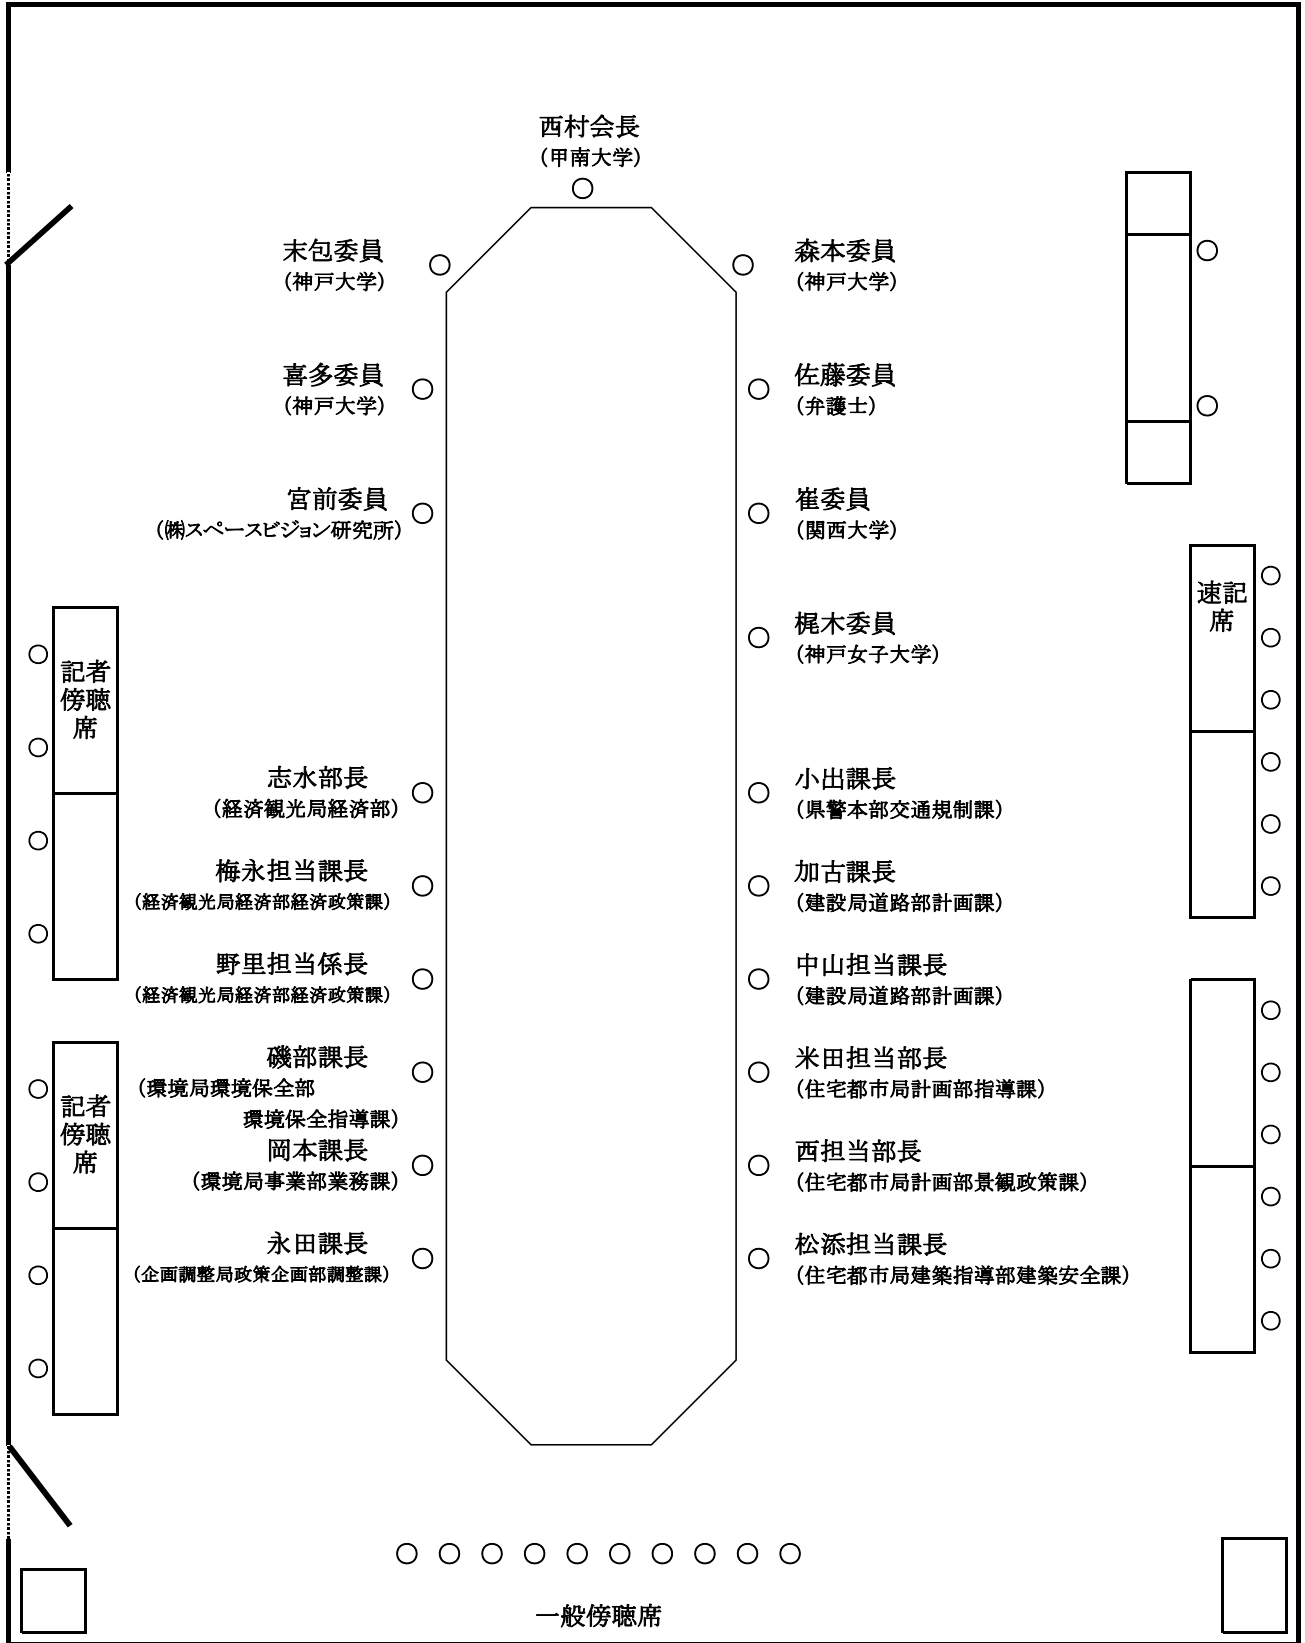 西村会長
（甲南大学）
末包委員
（神戸大学）
喜多委員
（神戸大学）
宮前委員
（㈱スペースビジョン研究所）
森本委員
（神戸大学）
佐藤委員
（弁護士）
崔委員
（関西大学）
梶木委員
（神戸女子大学）
志水部長
（経済観光局経済部）
梅永担当課長
（経済観光局経済部経済政策課）
野里担当係長
（経済観光局経済部経済政策課）
磯部課長
（環境局環境保全部
環境保全指導課）
岡本課長
（環境局事業部業務課）
永田課長
（企画調整局政策企画部調整課）
小出課長
（県警本部交通規制課）
加古課長
（建設局道路部計画課）
中山担当課長
（建設局道路部計画課）
米田担当部長
（住宅都市局計画部指導課）
西担当部長
（住宅都市局計画部景観政策課）
松添担当課長
（住宅都市局建築指導部建築安全課）
記者
傍聴
席
記者
傍聴
席
速記
席
一般傍聴席